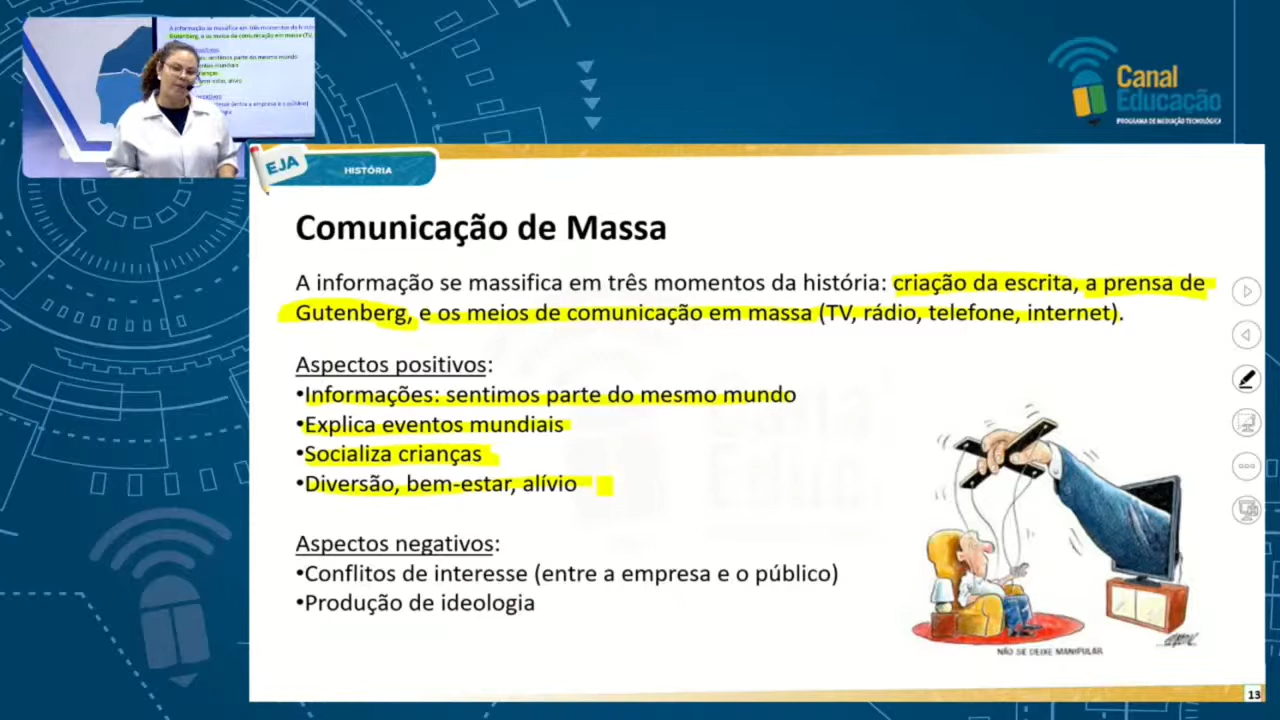 Canal
Educação
PROGRAMA DE MEDIAÇÃO TECNOLÓGICA
EJA
HISTÓRIA
Comunicação de Massa
A informação se massifica em três momentos da história: criação da escrita, a prensa de
Gutenberg, e os meios de comunicação em massa (TV, rádio, telefone, internet).
Aspectos positivos:
•Informações: sentimos parte do mesmo mundo
•Explica eventos mundiais
•Socializa crianças
•Diversão, bem-estar, alívio
Aspectos negativos:
•Conflitos de interesse (entre a empresa e o público)
•Produção de ideologia
NÃO SE DEIXE MANIPULAR
13